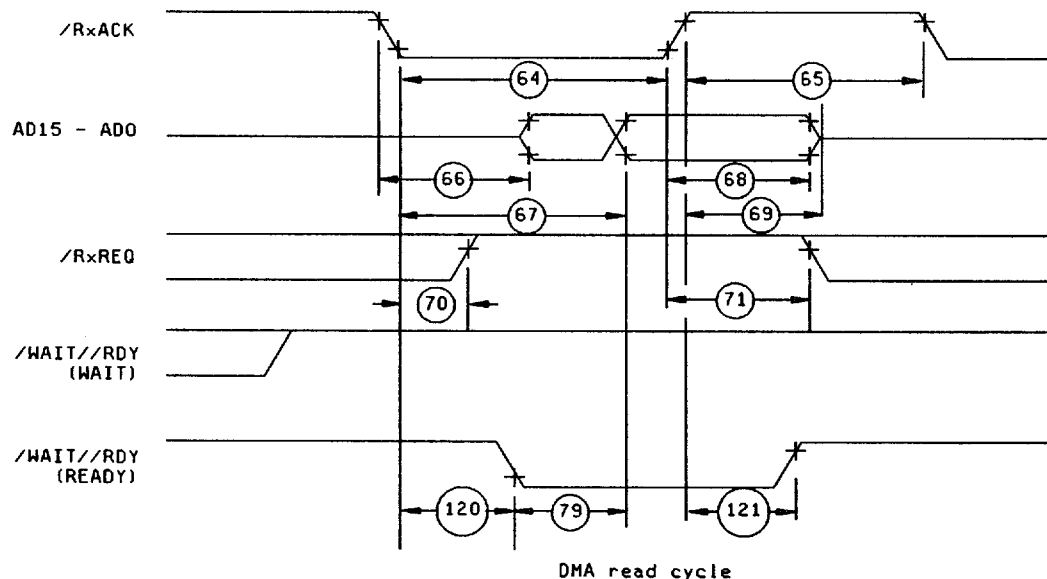 /RxACK
64
65
AD15 - AD0
66
68
67
69
/RxREQ
70
71
/WAIT//RDY
(WAIT)
/WAIT//RDY
(READY)
120
79
121
DMA read cycle